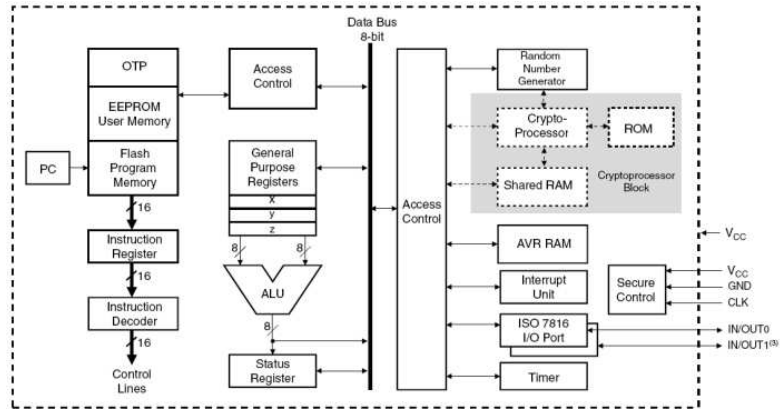 Data Bus
8-bit
OTP
EEPROM
User Memory
Flash
Program
Memory
PC
16
Instruction
Register
16
Instruction
Decoder
16
Control
Lines
Access
Control
General
Purpose
Registers
x
y
z
8
8
ALU
8
Status
Register
Access
Control
Random
Number
Generator
Crypto-
Processor
ROM
Shared RAM
Cryptoprocessor
Block
AVR RAM
Interrupt
Unit
ISO 7816
I/O Port
Timer
Secure
Control
VCC
VCC
GND
CLK
IN/OUT0
IN/OUT1(3)